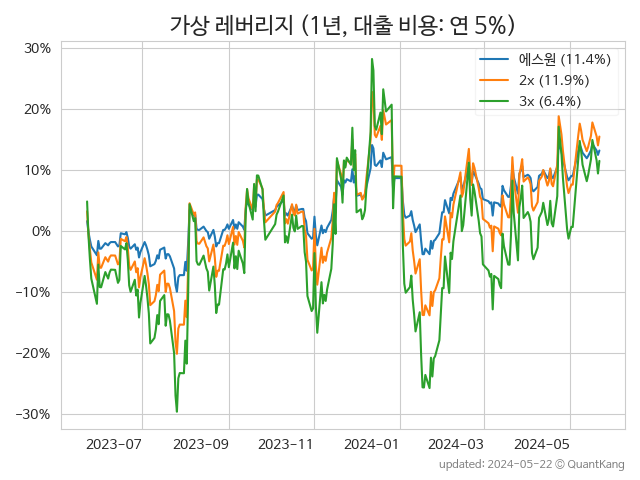 가상 레버리지 (1년, 대출 비용: 연 5%)
30%
20%
10%
0%
−10%
−20%
−30%
에스원 (11.4%)
2x (11.9%)
3x (6.4%)
2023−07
2023−09
2023−11
2024−01
2024−03
2024−05
updated: 2024-05-22 © QuantKang